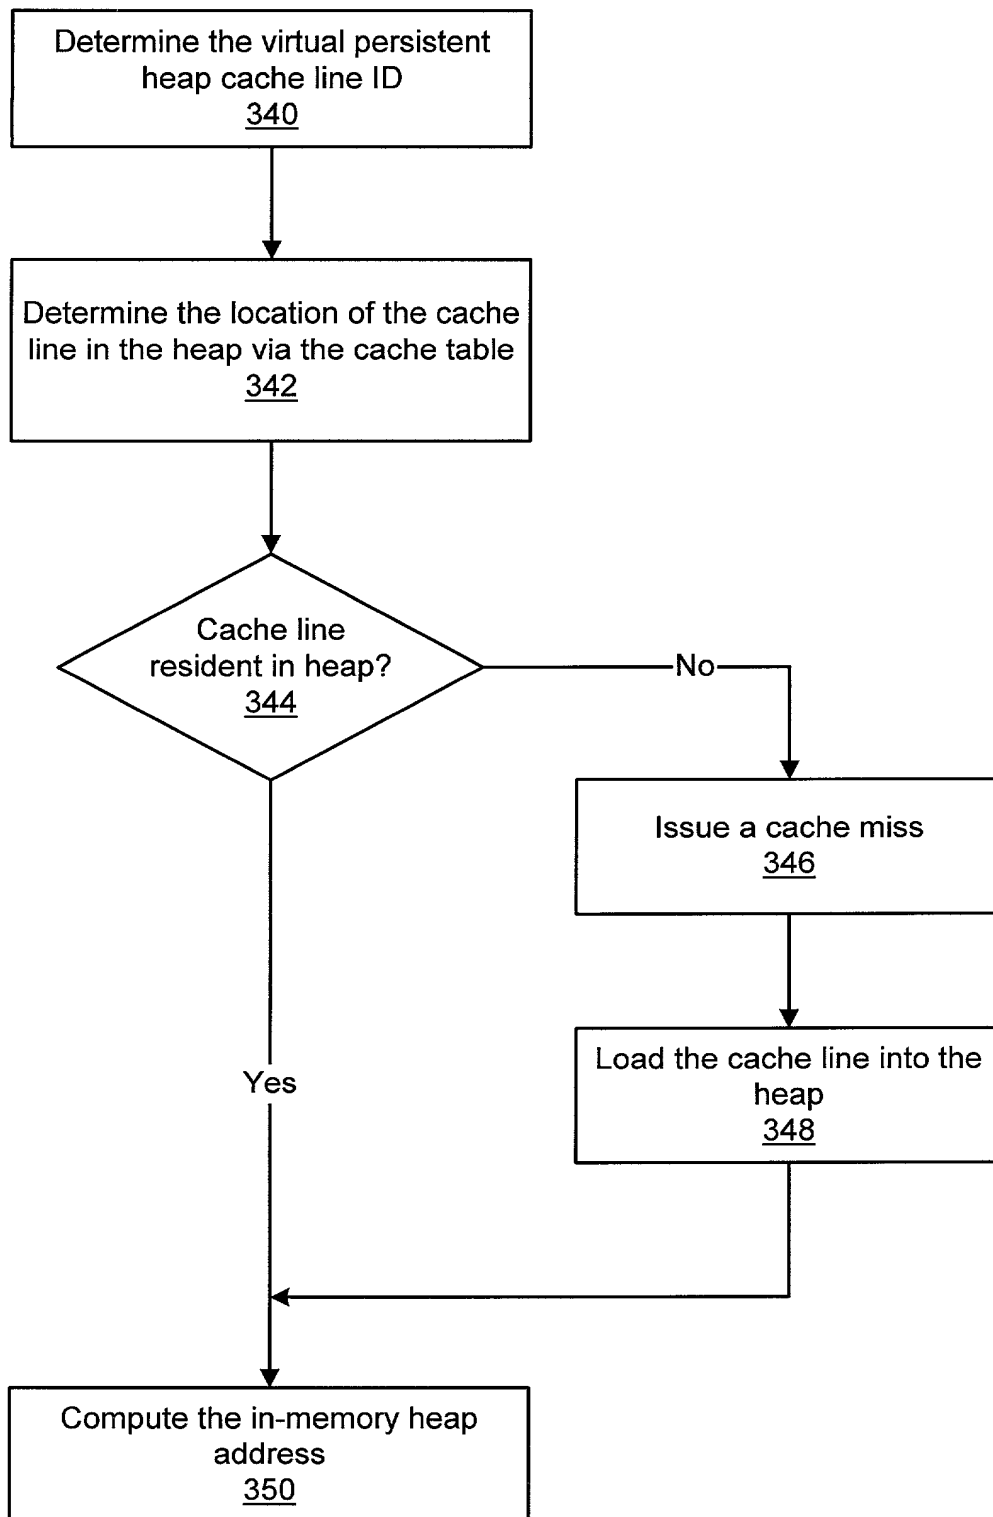 Determine the virtual persistent
heap cache line ID
340
Determine the location of the cache
line in the heap via the cache table
342
Cache line
resident in heap?
344
No
Issue a cache miss
346
Load the cache line into the
heap
348
Yes
Compute the in-memory heap
address
350